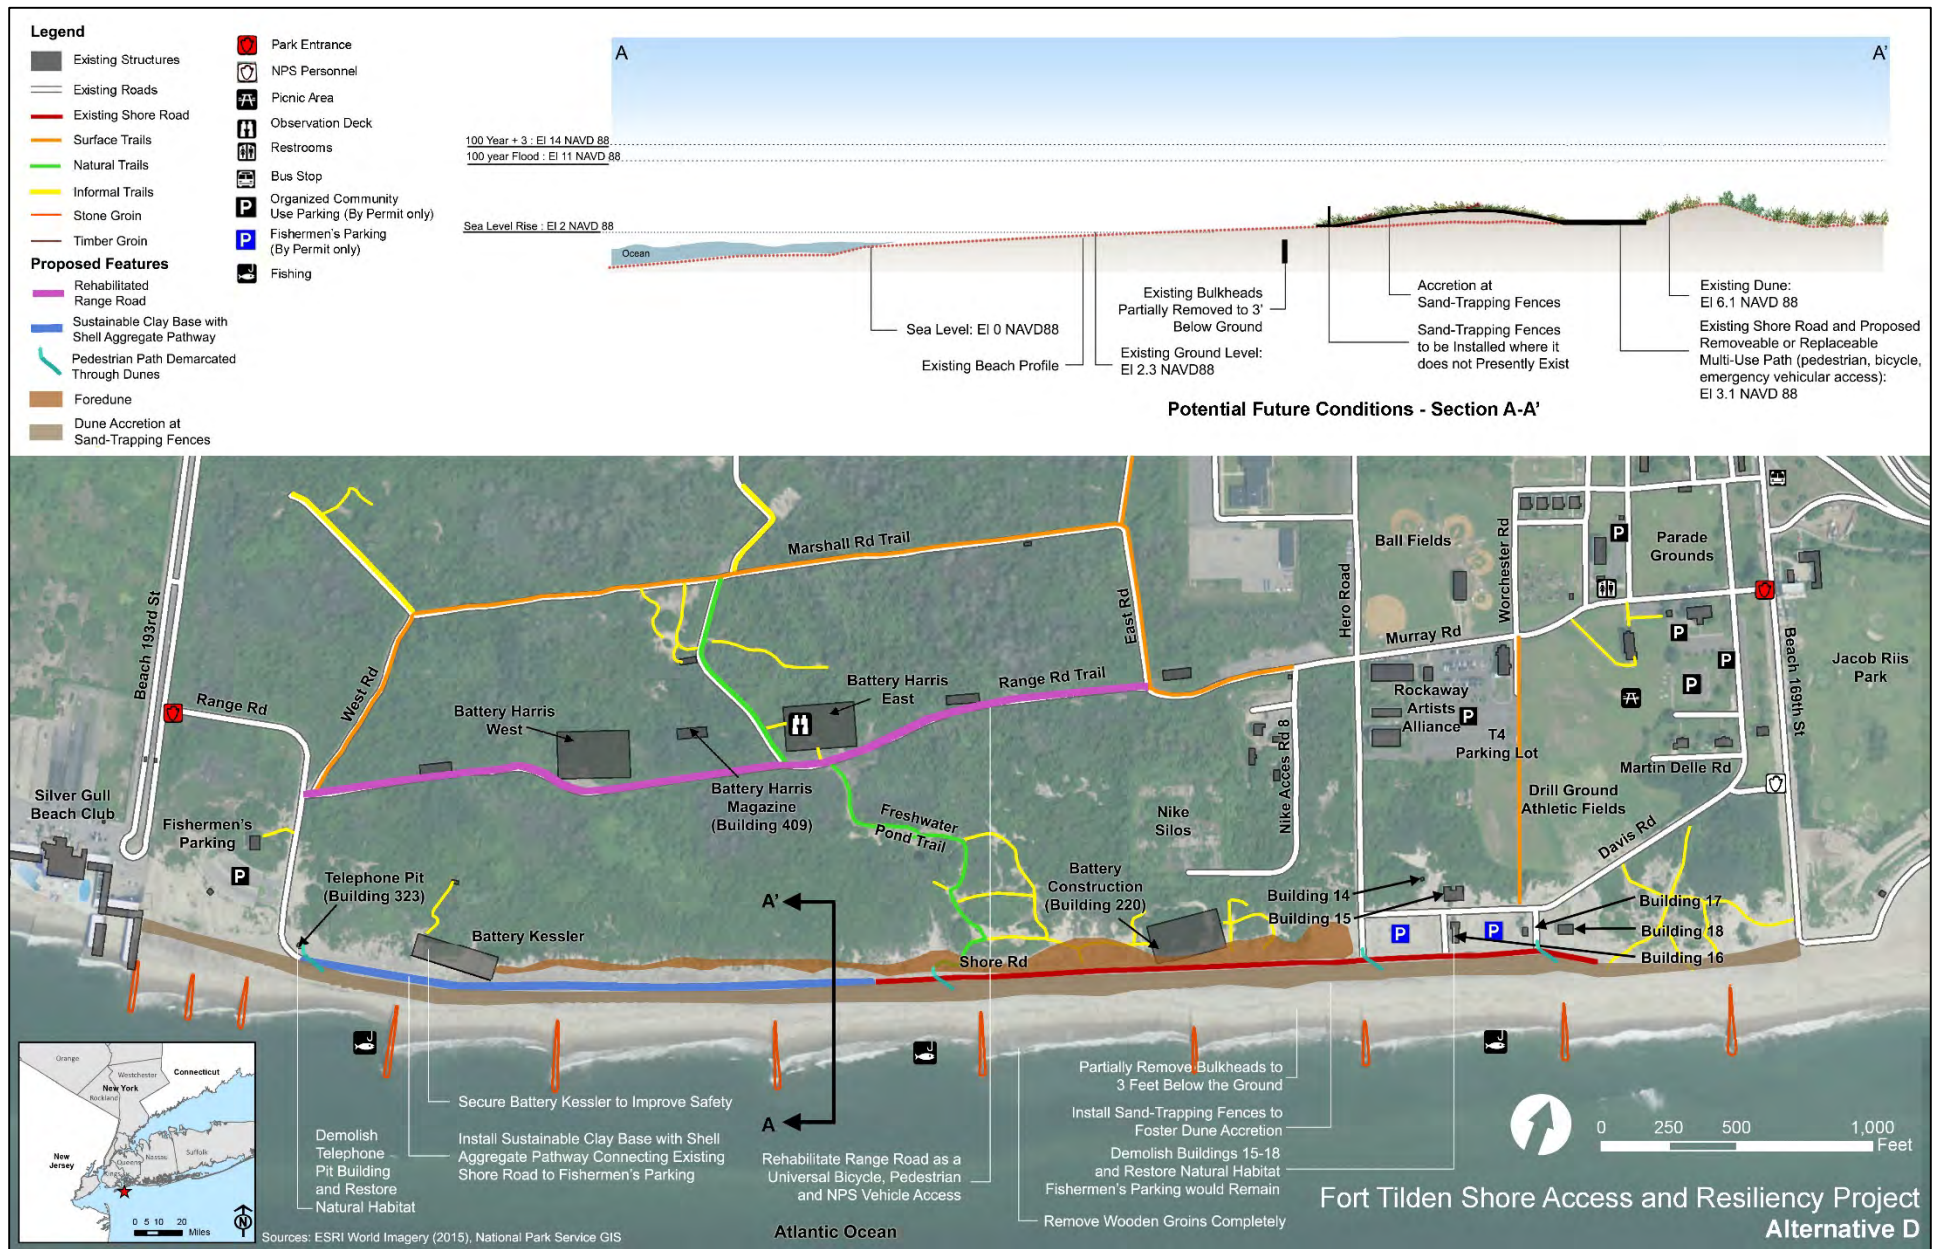 Legend
Existing Structures
Existing Roads
Existing Shore Road
Surface Trails
Natural Trails
Informal Trails
Stone Groin
Timber Groin
Proposed Features
Rehabilitated
Range Road
Sustainable Clay Base with
Shell Aggregate Pathway
Pedestrian Path Demarcated
Through Dunes
Foredune
Dune Accretion at
Sand-Trapping Fences
Park Entrance
NPS Personnel
Picnic Area
Observation Deck
Restrooms
Bus Stop
P
Organized Community
Use Parking (By Permit only)
P
Fishermen's Parking
(By Permit only)
Fishing
A
A'
100 Year + 3 : El 14 NAVD 88
100 year Flood : El 11 NAVD 88
Sea Level Rise : El 2 NAVD 88
Ocean
Sea Level: El 0 NAVD88
Existing Beach Profile
Existing Bulkheads
Partially Removed to 3'
Below Ground
Existing Ground Level:
El 2.3 NAVD88
Accretion at
Sand-Trapping Fences
Sand-Trapping Fences
to be Installed where it
does not Presently Exist
Existing Dune:
El 6.1 NAVD 88
Existing Shore Road and Proposed
Removeable or Replaceable
Multi-Use Path (pedestrian, bicycle,
emergency vehicular access):
El 3.1 NAVD 88
Potential Future Conditions - Section A-A'
Beach 193rd St
Range Rd
West Rd
Marshall Rd Trail
East Rd
Range Rd Trail
Battery Harris
West
Battery Harris
East
Battery Harris
Magazine
(Building 409)
Silver Gull
Beach Club
Fishermen's
Parking
P
Telephone Pit
(Building 323)
Battery Kessler
Freshwater
Pond Trail
Shore Rd
Battery
Construction
(Building 220)
Nike
Silos
Nike Acces Rd 8
Hero Road
Ball Fields
Worchester Rd
Murray Rd
Parade
Grounds
P
P
P
P
Rockaway
Artists
Alliance
P
T4
Parking Lot
Drill Ground
Athletic Fields
Martin Delle Rd
Davis Rd
Beach 169th St
Jacob Riis
Park
Building 14
Building 15
Building 17
Building 18
Building 16
P
P
A'
A
Secure Battery Kessler to Improve Safety
Install Sustainable Clay Base with Shell
Aggregate Pathway Connecting Existing
Shore Road to Fishermen's Parking
Demolish
Telephone
Pit Building
and Restore
Natural Habitat
Rehabilitate Range Road as a
Universal Bicycle, Pedestrian
and NPS Vehicle Access
Partially Remove Bulkheads to
3 Feet Below the Ground
Install Sand-Trapping Fences to
Foster Dune Accretion
Demolish Buildings 15-18
and Restore Natural Habitat
Fishermen's Parking would Remain
Remove Wooden Groins Completely
Atlantic Ocean
0 250 500 1,000
Feet
Fort Tilden Shore Access and Resiliency Project
Alternative D
Orange
Westchester
Connecticut
New York
Rockland
New
Jersey
Queens
Kings
Nassau
Suffolk
0 5 10 20
Miles
N
Sources: ESRI World Imagery (2015), National Park Service GIS